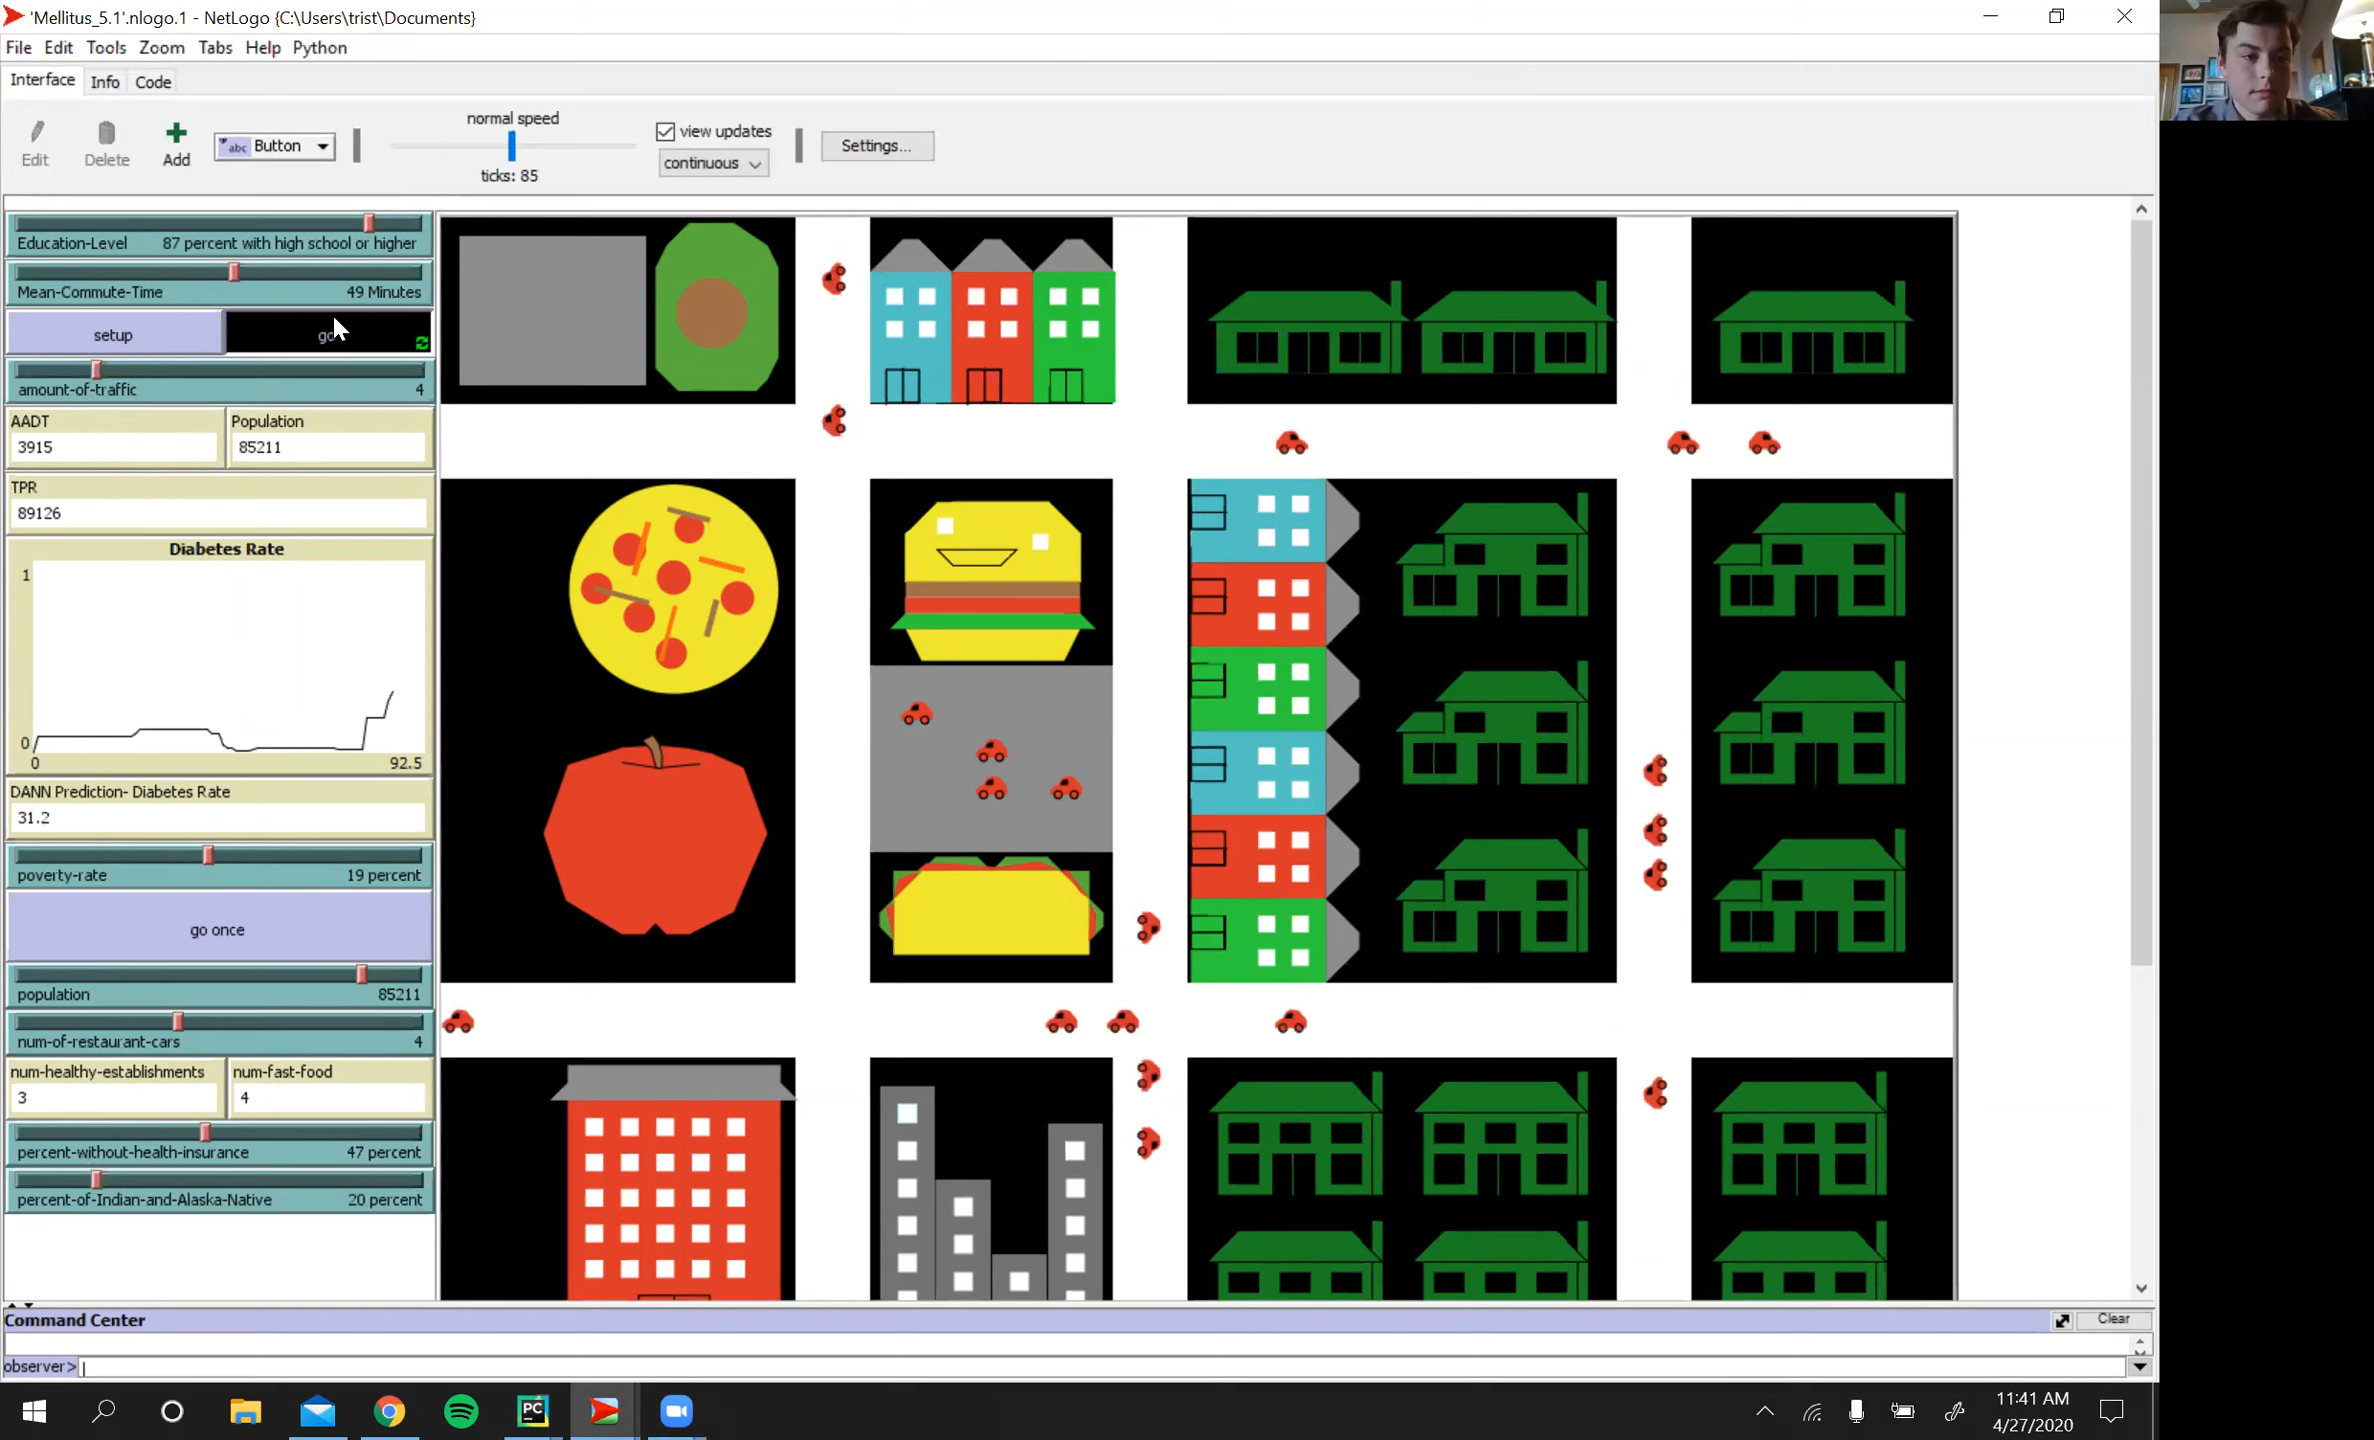 'Mellitus_5.1'.nlogo.1 - NetLogo {C:\Users\trist\Documents}
File Edit Tools Zoom Tabs Help Python
Interface Info Code
Edit Delete Add abc Button
normal speed
ticks: 85
view updates
continuous
Settings...
Education-Level 87 percent with high school or higher
Mean-Commute-Time 49 Minutes
setup go
amount-of-traffic 4
AADT Population
3915 85211
TPR
89126
Diabetes Rate
1
0
0 92.5
DANN Prediction- Diabetes Rate
31.2
poverty-rate 19 percent
go once
population 85211
num-of-restaurant-cars 4
num-healthy-establishments num-fast-food
3 4
percent-without-health-insurance 47 percent
percent-of-Indian-and-Alaska-Native 20 percent
Command Center Clear
observer>
PC
11:41 AM
4/27/2020